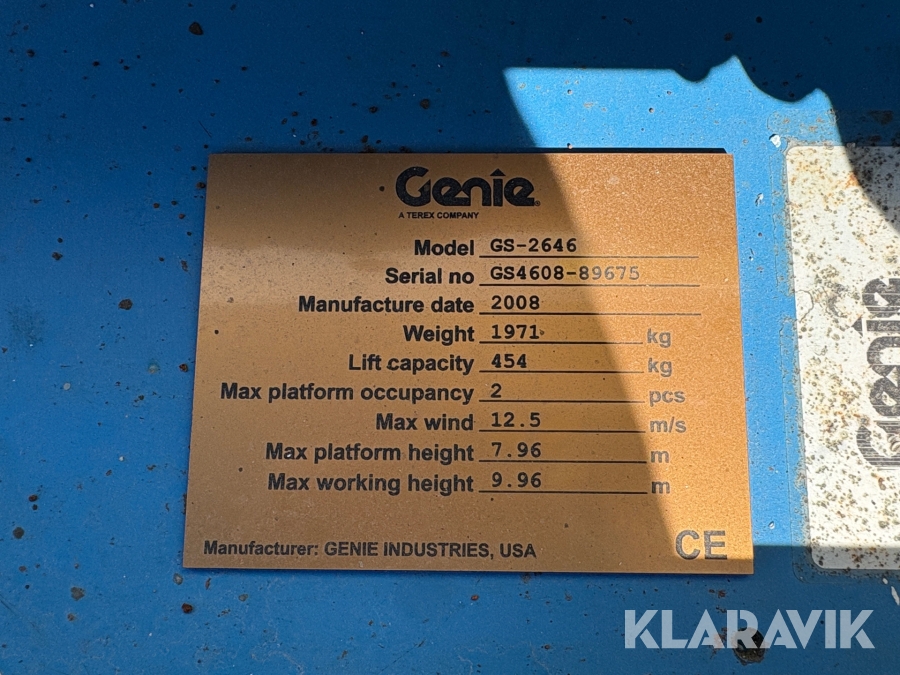 Genie
A TEREX COMPANY
Model GS-2646
Serial no GS4608-89675
Manufacture date 2008
Weight 1971 kg
Lift capacity 454 kg
Max platform occupancy 2 pcs
Max wind 12.5 m/s
Max platform height 7.96 m
Max working height 9.96 m
Manufacturer: GENIE INDUSTRIES, USA CE
Genie
KLARAVIK